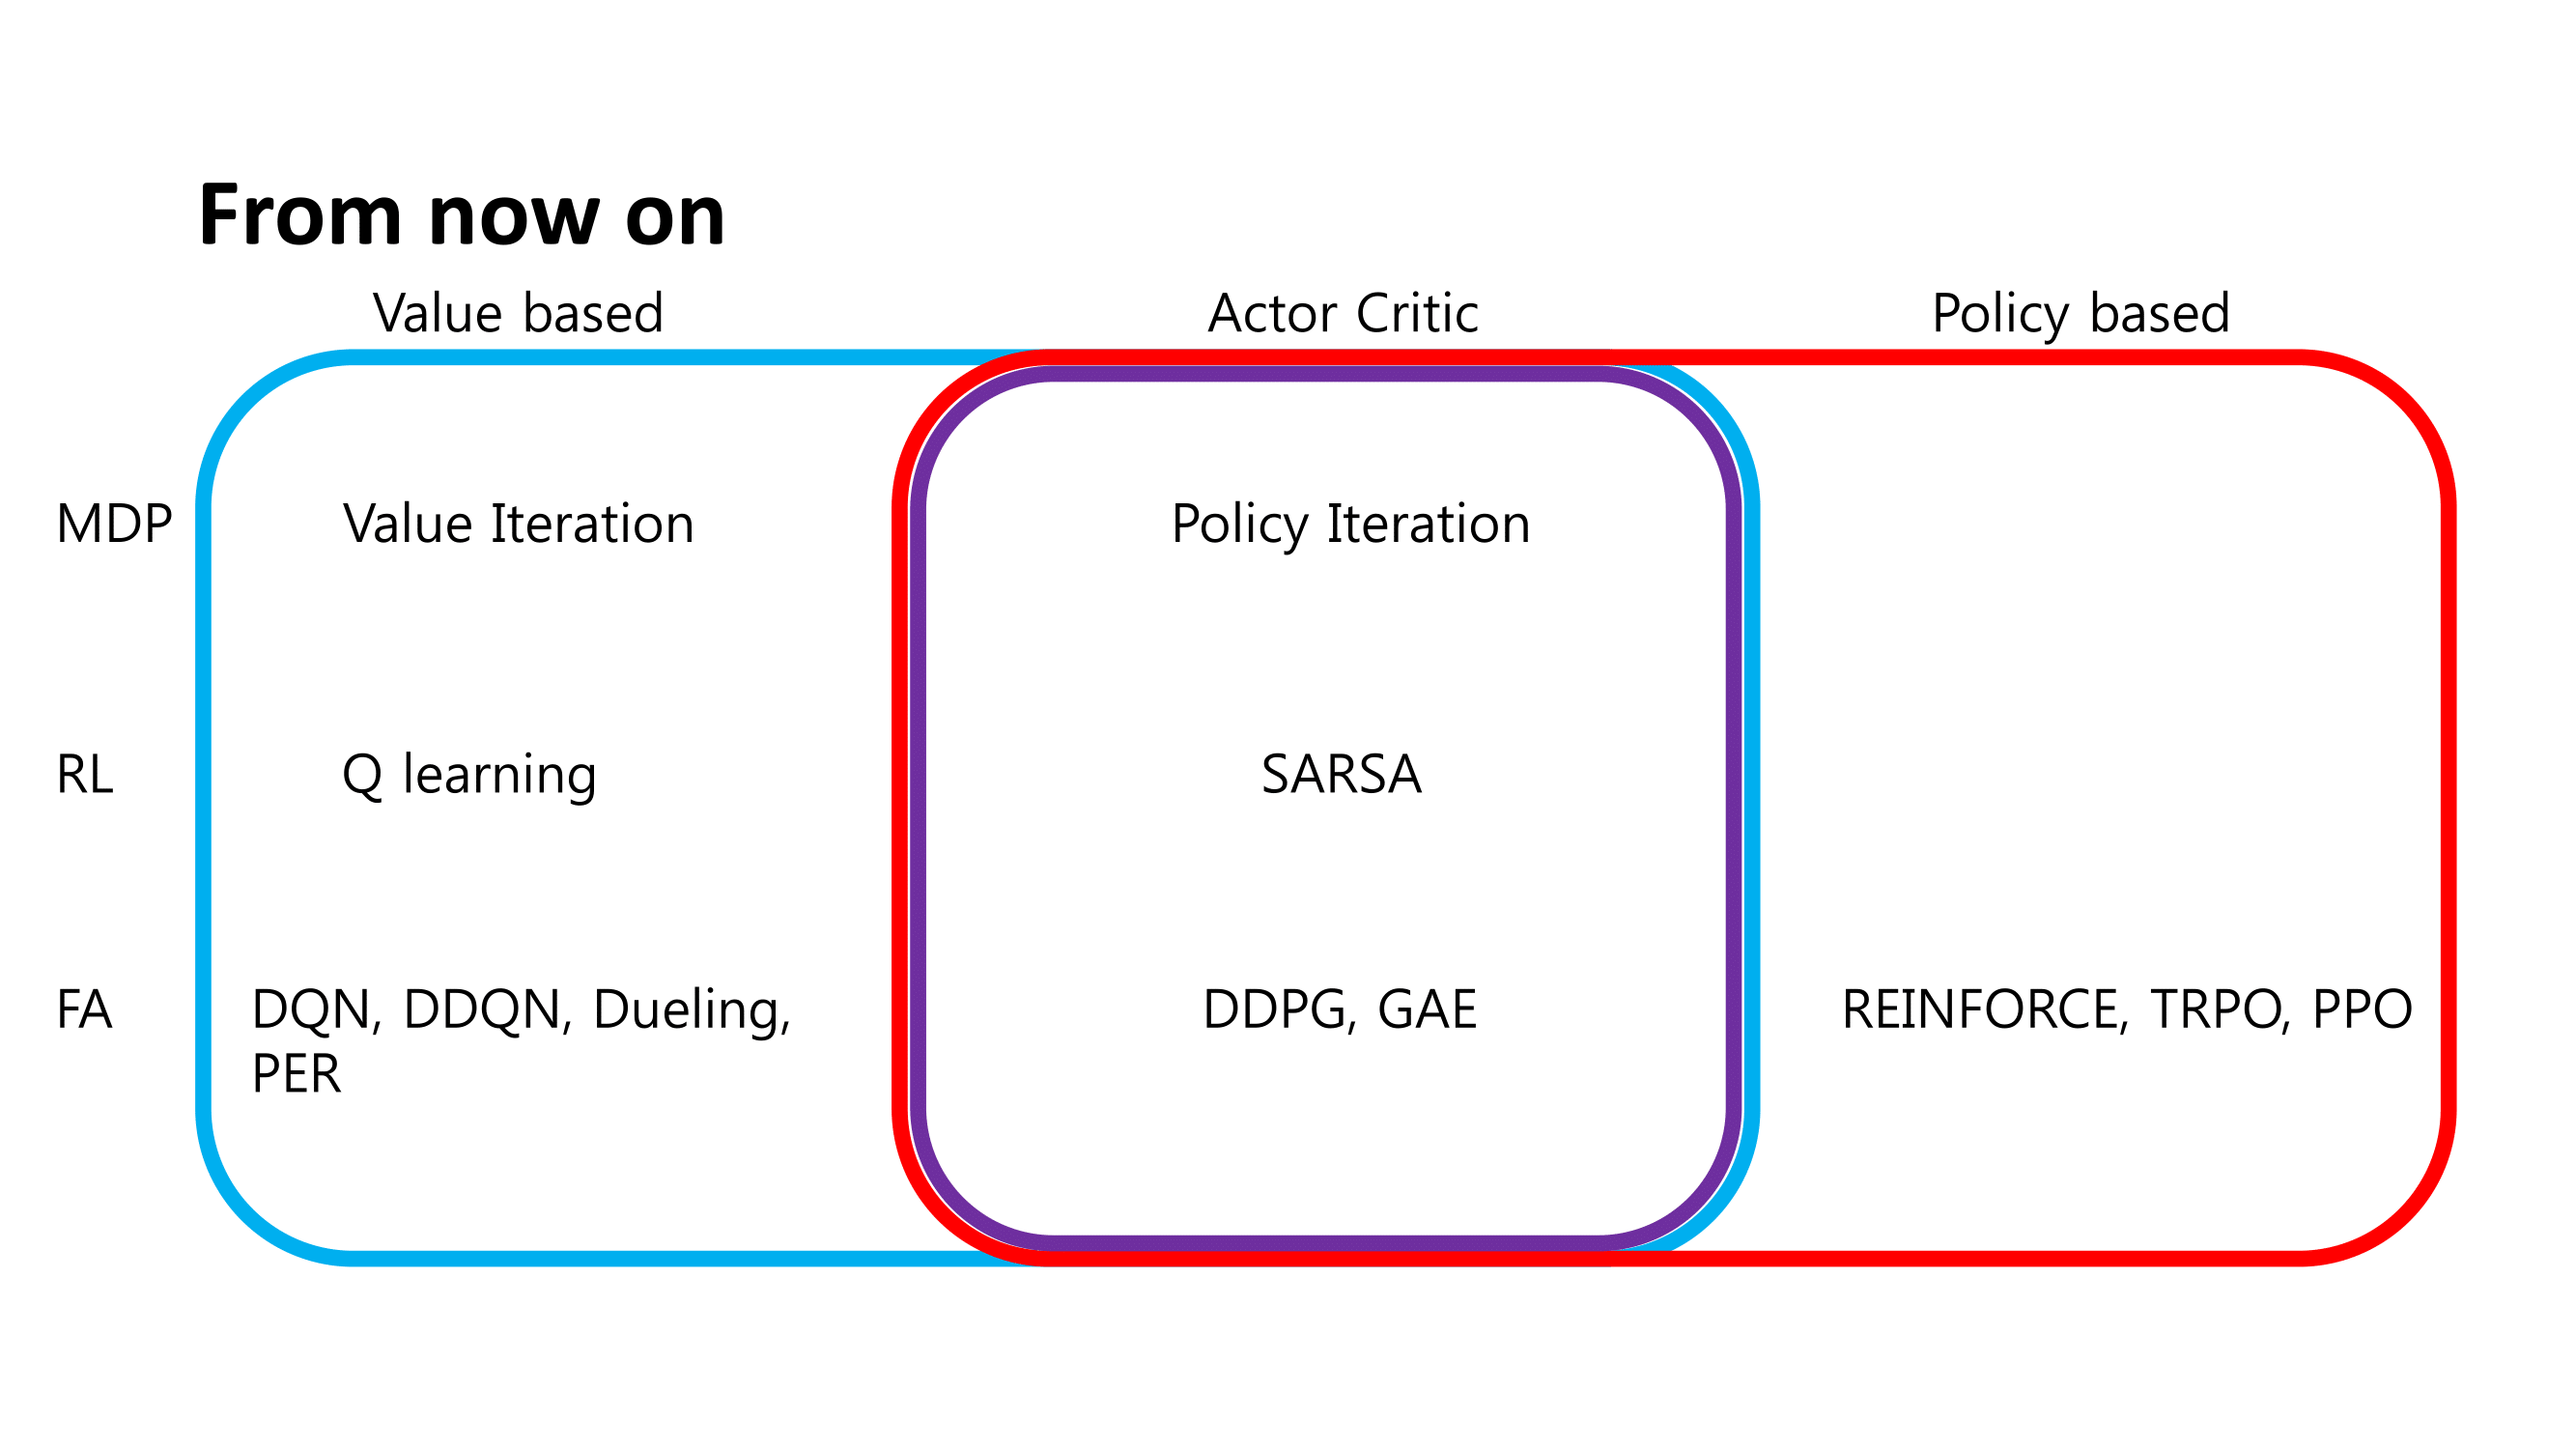 From now on
Value based
Actor Critic
Policy based
MDP
Value Iteration
Policy Iteration
RL
Q learning
SARSA
FA
DQN, DDQN, Dueling,
PER
DDPG, GAE
REINFORCE, TRPO, PPO